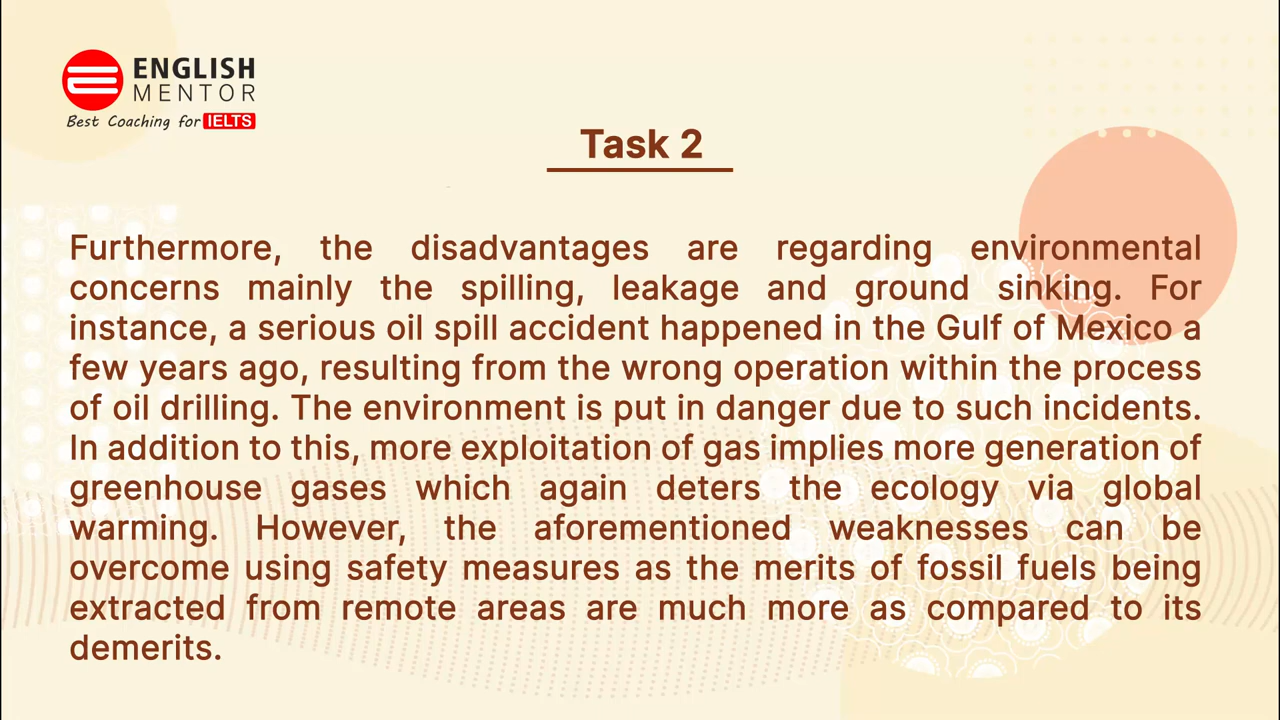 ENGLISH
MENTOR
Best Coaching for IELTS
Task 2
Furthermore, the disadvantages are regarding environmental
concerns mainly the spilling, leakage and ground sinking. For
instance, a serious oil spill accident happened in the Gulf of Mexico a
few years ago, resulting from the wrong operation within the process
of oil drilling. The environment is put in danger due to such incidents.
In addition to this, more exploitation of gas implies more generation of
greenhouse gases which again deters the ecology via global
warming. However, the aforementioned weaknesses can be
overcome using safety measures as the merits of fossil fuels being
extracted from remote areas are much more as compared to its
demerits.